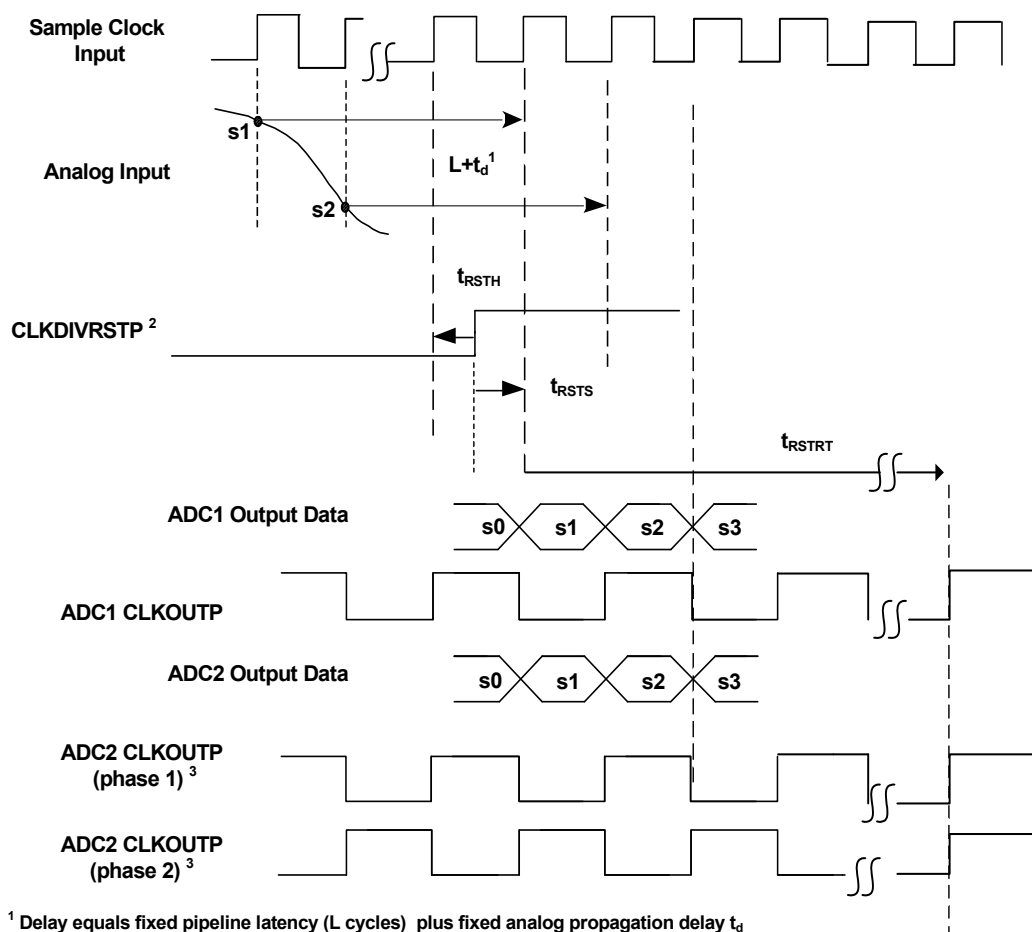 Sample Clock
Input
s1
L+td¹
Analog Input
s2
tRSTH
CLKDIVRSTP ²
tRSTS
tRSTRT
ADC1 Output Data
s0 s1 s2 s3
ADC1 CLKOUTP
ADC2 Output Data
s0 s1 s2 s3
ADC2 CLKOUTP
(phase 1) ³
ADC2 CLKOUTP
(phase 2) ³
¹ Delay equals fixed pipeline latency (L cycles) plus fixed analog propagation delay td